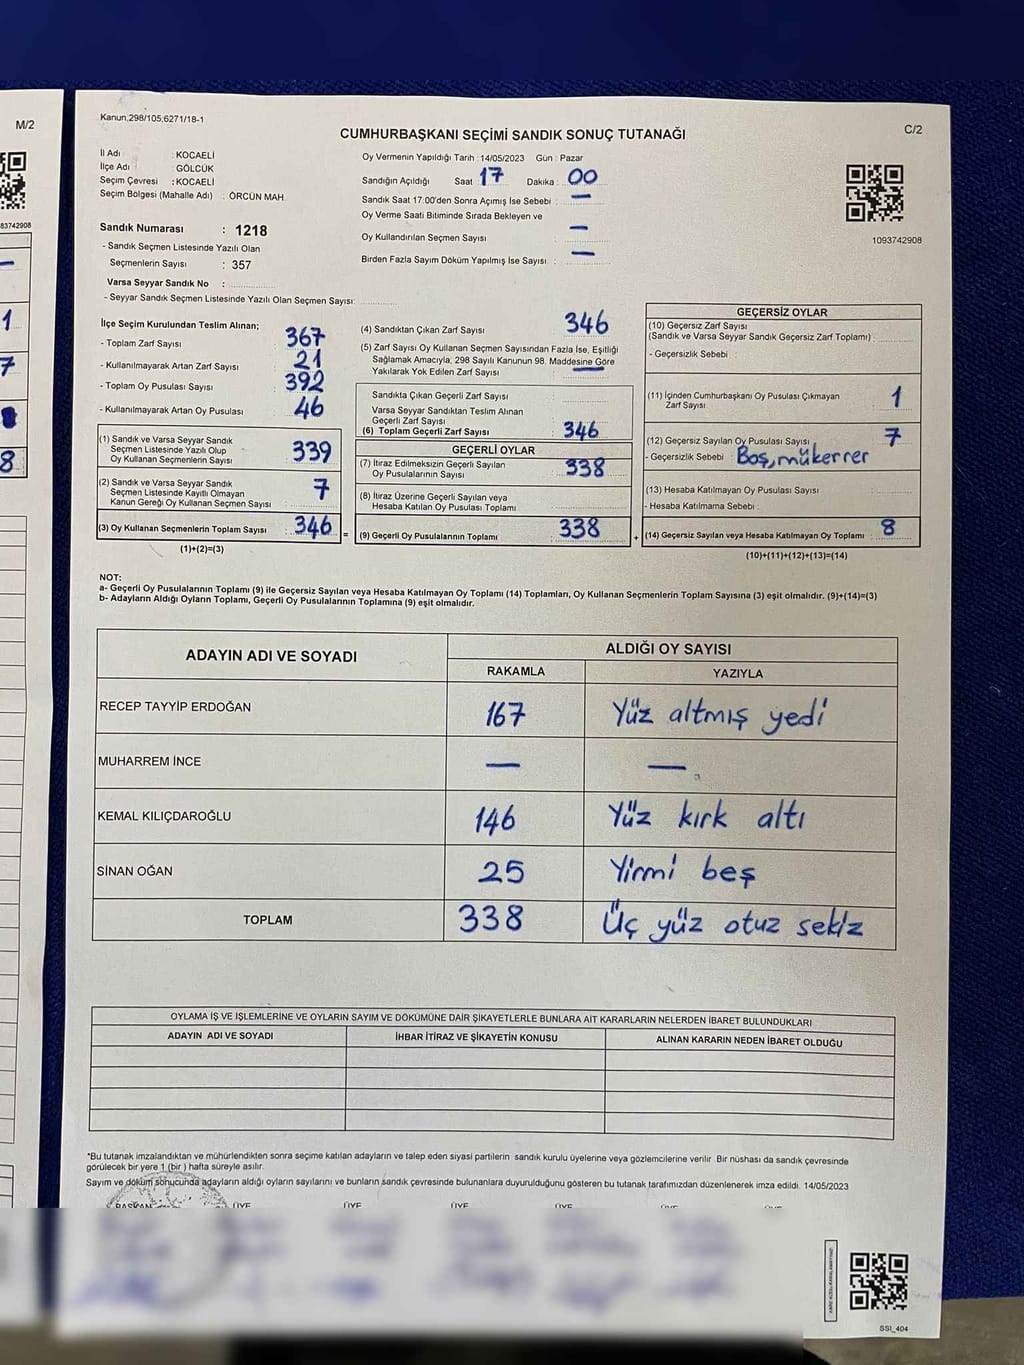 M/2
83742908
1
7
8
Kanun,298/105;6271/18-1
CUMHURBAŞKANI SEÇİMİ SANDIK SONUÇ TUTANAĞI
C/2
İl Adı : KOCAELİ
İlçe Adı : GÖLCÜK
Seçim Çevresi : KOCAELİ
Seçim Bölgesi (Mahalle Adı) : ÖRCÜN MAH
Sandık Numarası : 1218
- Sandık Seçmen Listesinde Yazılı Olan
Seçmenlerin Sayısı : 357
Varsa Seyyar Sandık No :
- Seyyar Sandık Seçmen Listesinde Yazılı Olan Seçmen Sayısı:
Oy Vermenin Yapıldığı Tarih : 14/05/2023 Gün : Pazar
Sandığın Açıldığı Saat 17 Dakika : 00
Sandık Saat 17:00'den Sonra Açımış İse Sebebi : —
Oy Verme Saati Bitiminde Sırada Bekleyen ve
Oy Kullandırılan Seçmen Sayısı —
Birden Fazla Sayım Döküm Yapılmış İse Sayısı : —
1093742908
İlçe Seçim Kurulundan Teslim Alınan;
- Toplam Zarf Sayısı 367
- Kullanılmayarak Artan Zarf Sayısı 21
- Toplam Oy Pusulası Sayısı 392
- Kullanılmayarak Artan Oy Pusulası 46
(1) Sandık ve Varsa Seyyar Sandık
Seçmen Listesinde Yazılı Olup
Oy Kullanan Seçmenlerin Sayısı 339
(2) Sandık ve Varsa Seyyar Sandık
Seçmen Listesinde Kayıtlı Olmayan
Kanun Gereği Oy Kullanan Seçmen Sayısı 7
(3) Oy Kullanan Seçmenlerin Toplam Sayısı : 346 =
(1)+(2)=(3)
(4) Sandıktan Çıkan Zarf Sayısı 346
(5) Zarf Sayısı Oy Kullanan Seçmen Sayısından Fazla İse, Eşitliği
Sağlamak Amacıyla, 298 Sayılı Kanunun 98. Maddesine Göre
Yakılarak Yok Edilen Zarf Sayısı —
Sandıkta Çıkan Geçerli Zarf Sayısı
Varsa Seyyar Sandıktan Teslim Alınan
Geçerli Zarf Sayısı
(6) Toplam Geçerli Zarf Sayısı 346
GEÇERLİ OYLAR
(7) İtiraz Edilmeksizin Geçerli Sayılan
Oy Pusulalarının Sayısı 338
(8) İtiraz Üzerine Geçerli Sayılan veya
Hesaba Katılan Oy Pusulası Toplamı
(9) Geçerli Oy Pusulalarının Toplamı 338 +
GEÇERSİZ OYLAR
(10) Geçersiz Zarf Sayısı
(Sandık ve Varsa Seyyar Sandık Geçersiz Zarf Toplamı)
- Geçersizlik Sebebi :
(11) İçinden Cumhurbaşkanı Oy Pusulası Çıkmayan
Zarf Sayısı 1
(12) Geçersiz Sayılan Oy Pusulası Sayısı 7
- Geçersizlik Sebebi : Boş, mükerrer
(13) Hesaba Katılmayan Oy Pusulası Sayısı
- Hesaba Katılmama Sebebi :
(14) Geçersiz Sayılan veya Hesaba Katılmayan Oy Toplamı 8
(10)+(11)+(12)+(13)=(14)
NOT:
a- Geçerli Oy Pusulalarının Toplamı (9) ile Geçersiz Sayılan veya Hesaba Katılmayan Oy Toplamı (14) Toplamları, Oy Kullanan Seçmenlerin Toplam Sayısına (3) eşit olmalıdır. (9)+(14)=(3)
b- Adayların Aldığı Oyların Toplamı, Geçerli Oy Pusulalarının Toplamına (9) eşit olmalıdır.
ADAYIN ADI VE SOYADI
ALDIĞI OY SAYISI
RAKAMLA YAZIYLA
RECEP TAYYİP ERDOĞAN 167 Yüz altmış yedi
MUHARREM İNCE — —
KEMAL KILIÇDAROĞLU 146 Yüz kırk altı
SİNAN OĞAN 25 Yirmi beş
TOPLAM 338 Üç yüz otuz sekiz
OYLAMA İŞ VE İŞLEMLERİNE VE OYLARIN SAYIM VE DÖKÜMÜNE DAİR ŞİKAYETLERLE BUNLARA AİT KARARLARIN NELERDEN İBARET BULUNDUKLARI
ADAYIN ADI VE SOYADI İHBAR İTİRAZ VE ŞİKAYETİN KONUSU ALINAN KARARIN NEDEN İBARET OLDUĞU
*Bu tutanak imzalandıktan ve mühürlendikten sonra seçime katılan adayların ve talep eden siyasi partilerin sandık kurulu üyelerine veya gözlemcilerine verilir. Bir nüshası da sandık çevresinde
görülecek bir yere 1 (bir ) hafta süreyle asılır.
Sayım ve döküm sonucunda adayların aldığı oyların sayılarını ve bunların sandık çevresinde bulunanlara duyurulduğunu gösteren bu tutanak tarafımızdan düzenlenerek imza edildi. 14/05/2023
BAŞKAN ÜYE ÜYE ÜYE ÜYE ÜYE ÜYE
SSİ_404